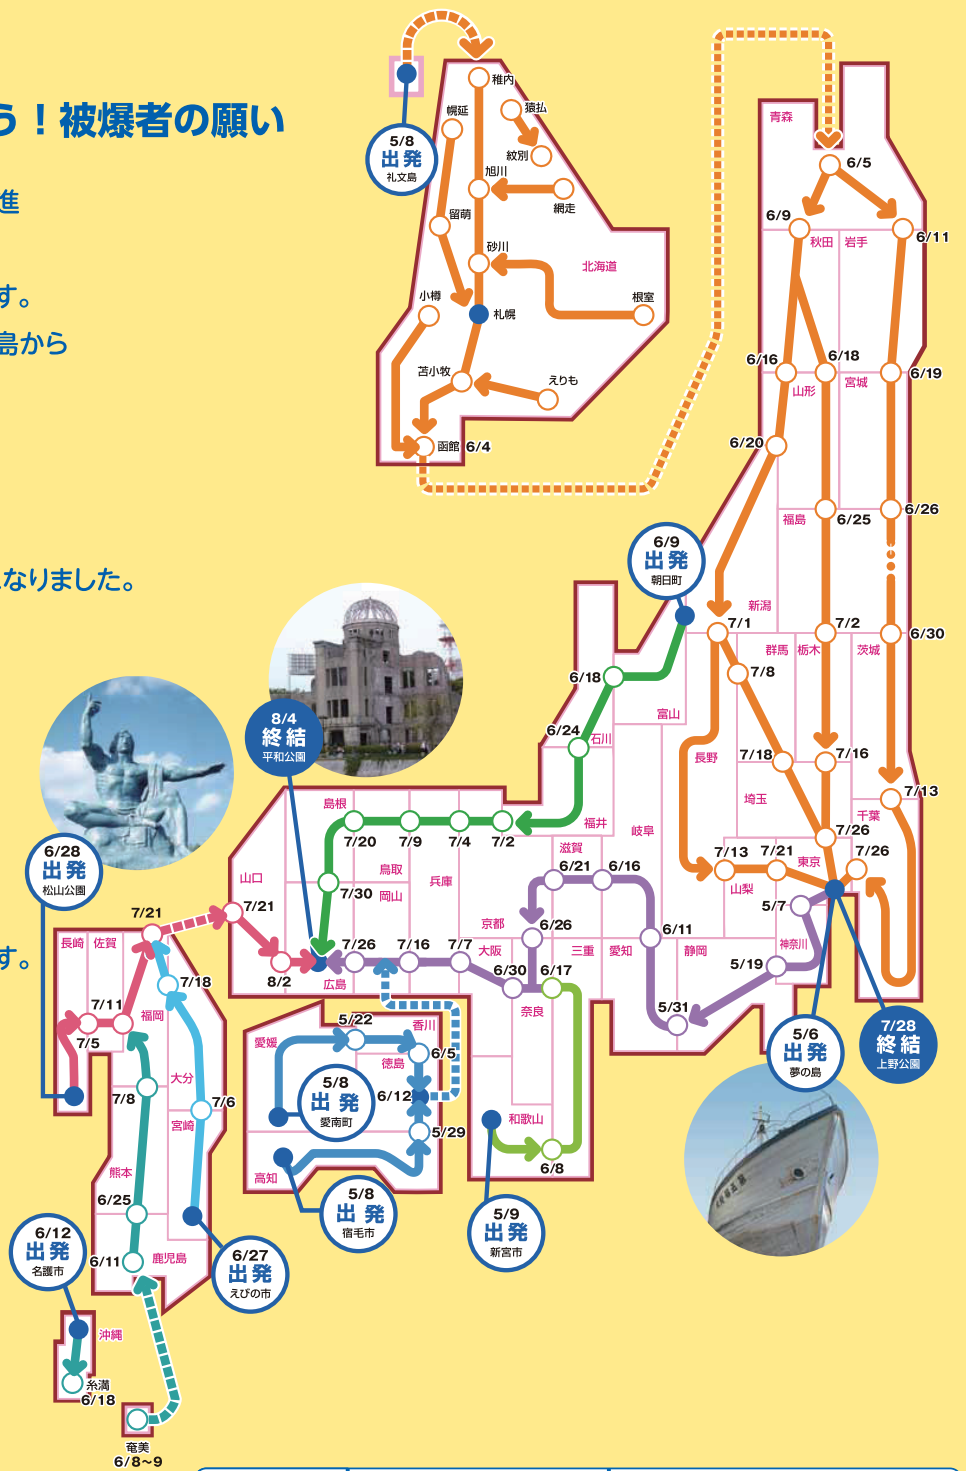 う！被爆者の願い
進
す。
島から
なりました。
す。
5/8
出発
礼文島
稚内
幌延
猿払
紋別
旭川
網走
留萌
砂川
北海道
小樽
根室
札幌
苫小牧
えりも
函館 6/4
青森
6/5
6/9
秋田
岩手
6/11
6/16
6/18
6/19
山形
宮城
6/20
福島
6/25
6/26
6/9
出発
朝日町
新潟
7/1
7/2
6/30
群馬
栃木
茨城
7/8
6/18
富山
6/24
石川
長野
7/18
7/16
埼玉
7/13
千葉
8/4
終結
平和公園
島根
福井
岐阜
7/20
7/9
7/4
7/2
7/26
滋賀
7/13
7/21
東京
7/26
鳥取
兵庫
6/21
6/16
山梨
山口
7/30
岡山
5/7
6/28
出発
松山公園
7/21
7/21
京都
6/26
6/11
神奈川
長崎
佐賀
7/26
7/16
7/7
大阪
三重
愛知
静岡
8/2
広島
6/30
6/17
5/19
7/18
奈良
5/31
7/11
福岡
7/5
5/22
香川
愛媛
6/5
徳島
5/6
出発
夢の島
7/28
終結
上野公園
大分
7/8
5/8
出発
愛南町
6/12
7/6
宮崎
和歌山
5/29
熊本
高知
6/8
6/25
5/8
出発
宿毛市
5/9
出発
新宮市
6/12
出発
名護市
6/11
鹿児島
6/27
出発
えびの市
沖縄
糸満
6/18
奄美
6/8〜9